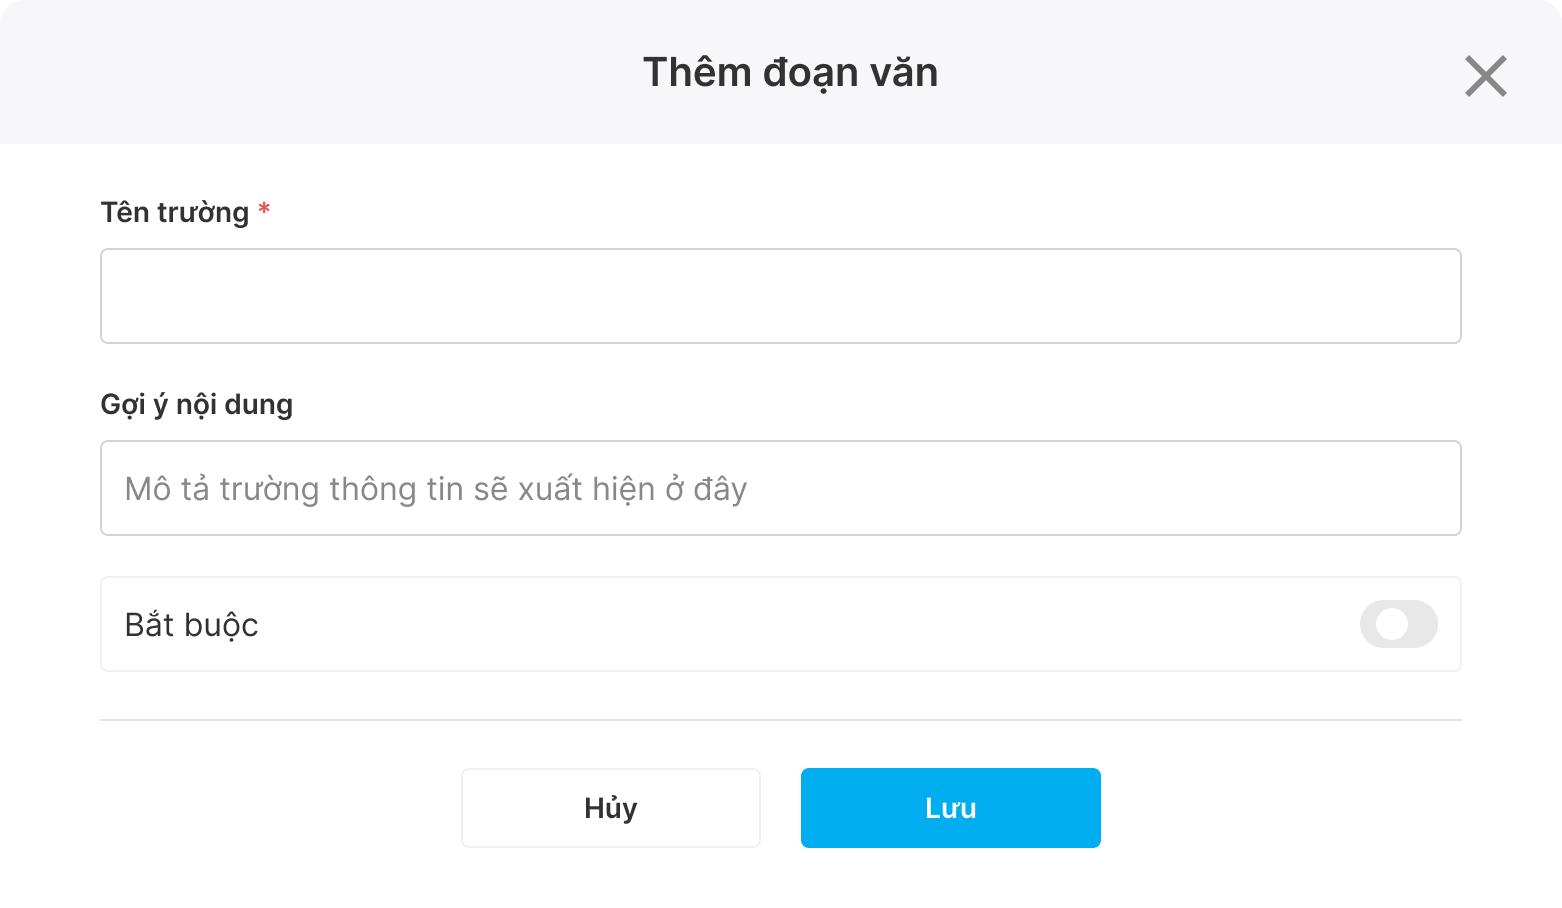 Thêm đoạn văn
Tên trường *
Gợi ý nội dung
Mô tả trường thông tin sẽ xuất hiện ở đây
Bắt buộc
Hủy
Lưu